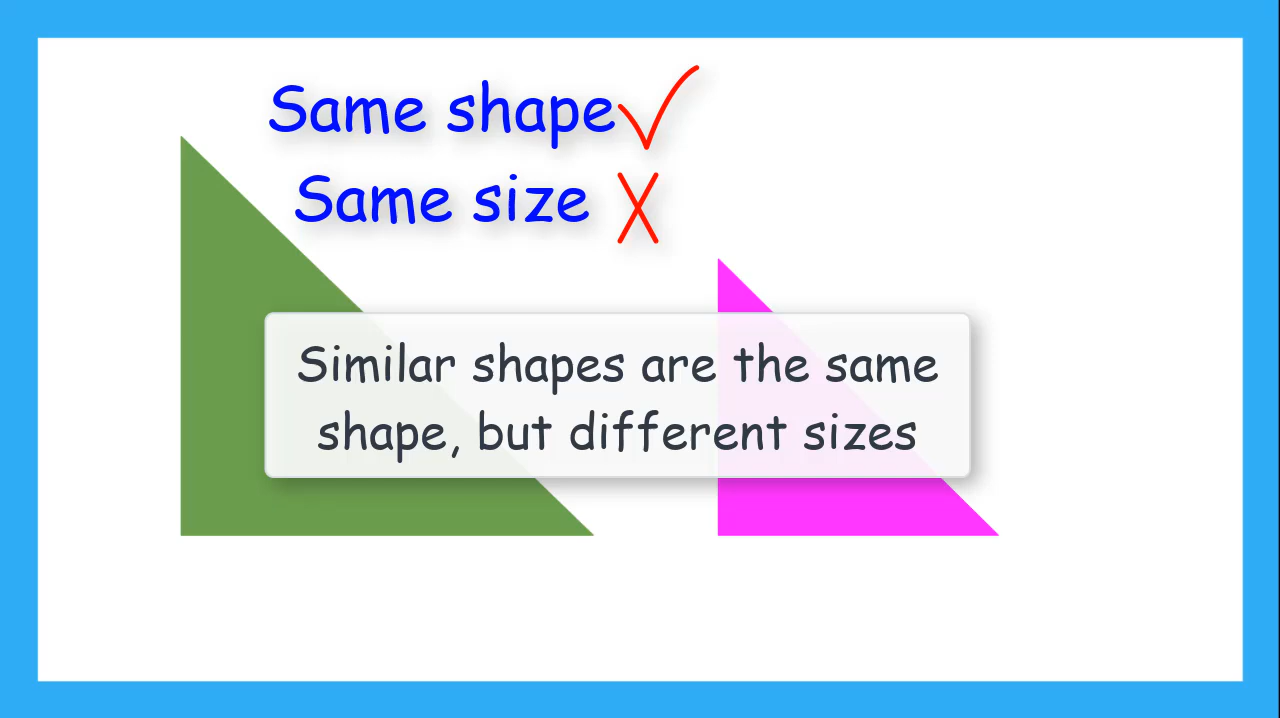 Same shape
Same size
Similar shapes are the same
shape, but different sizes